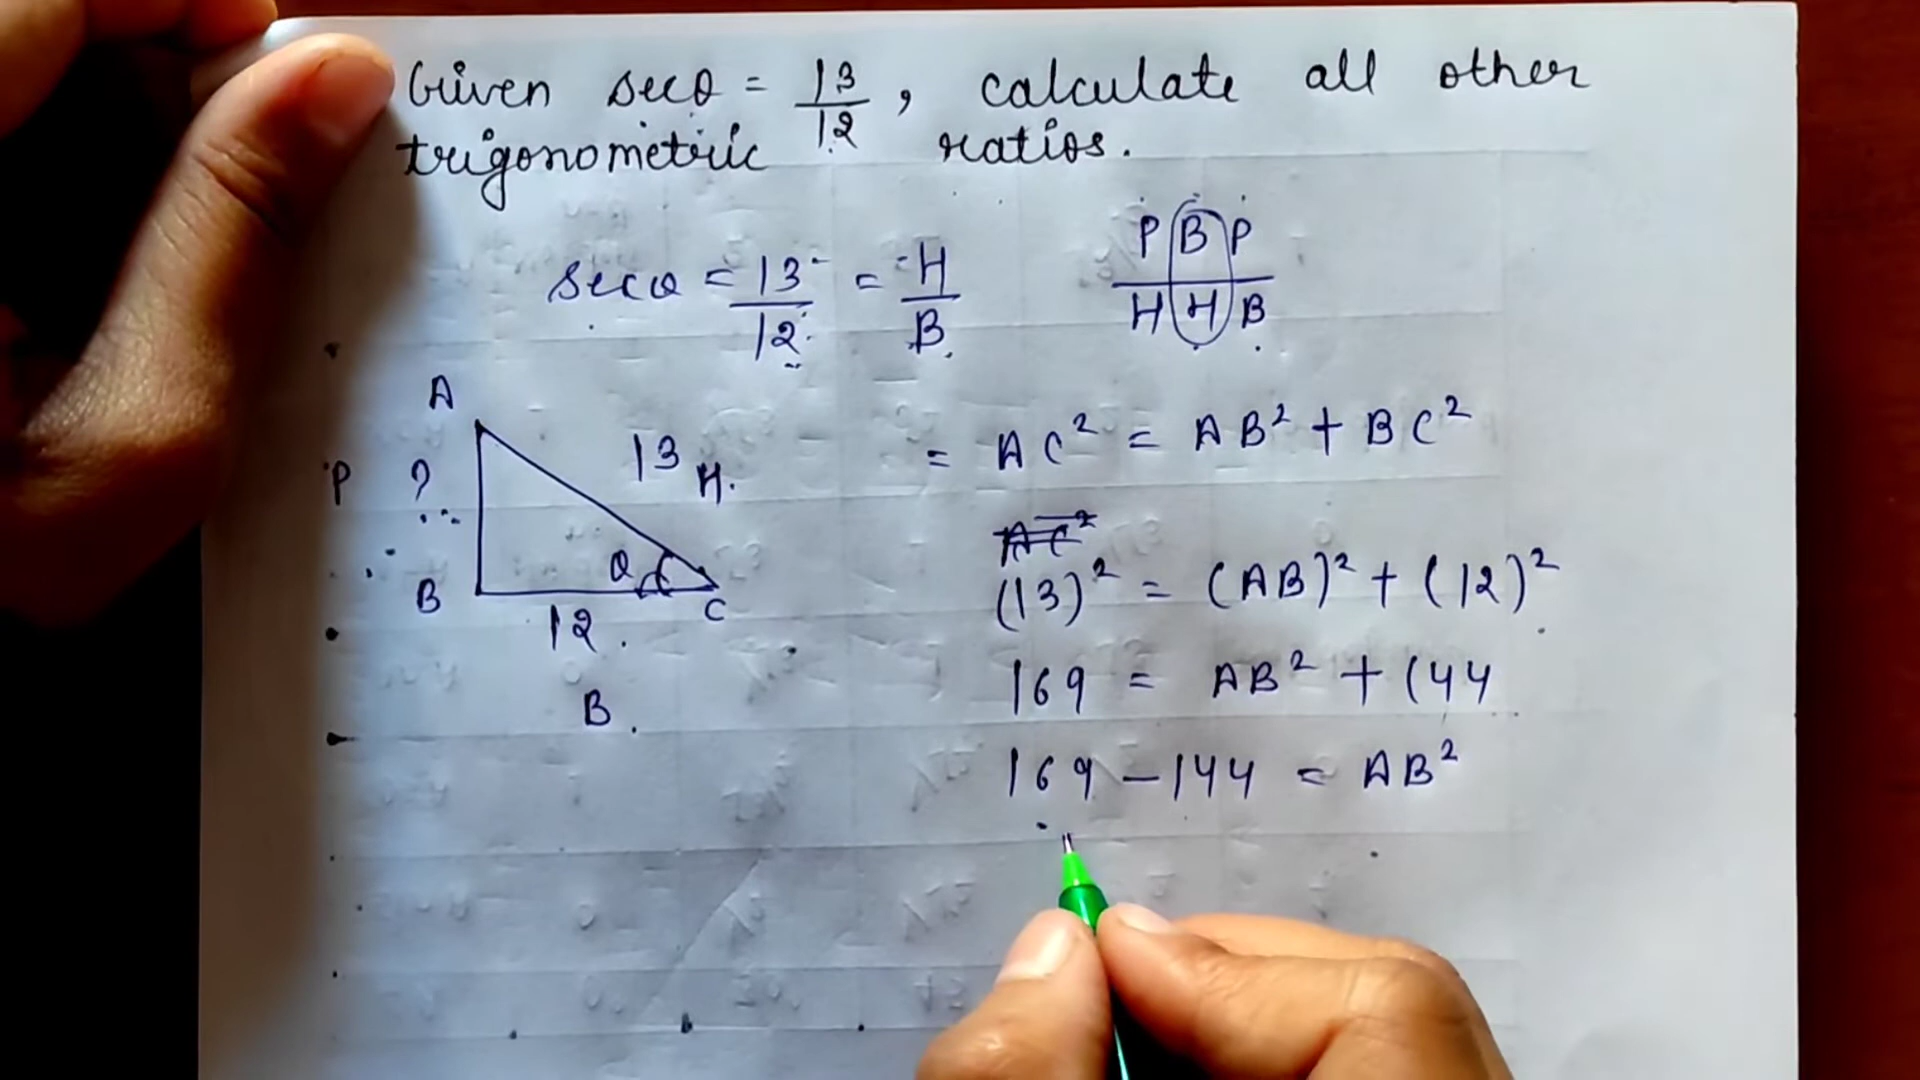 Given secθ = 13/12, calculate all other
trigonometric ratios.
secθ = 13/12 = H/B
P B P
H H B
A
P ? 13 H.
B θ C
12
B
= AC² = AB² + BC²
AC²
(13)² = (AB)² + (12)²
169 = AB² + 144
169 - 144 = AB²